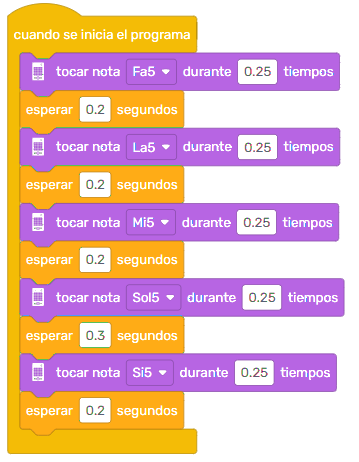 cuando se inicia el programa
tocar nota Fa5 durante 0.25 tiempos
esperar 0.2 segundos
tocar nota La5 durante 0.25 tiempos
esperar 0.2 segundos
tocar nota Mi5 durante 0.25 tiempos
esperar 0.2 segundos
tocar nota Sol5 durante 0.25 tiempos
esperar 0.3 segundos
tocar nota Si5 durante 0.25 tiempos
esperar 0.2 segundos